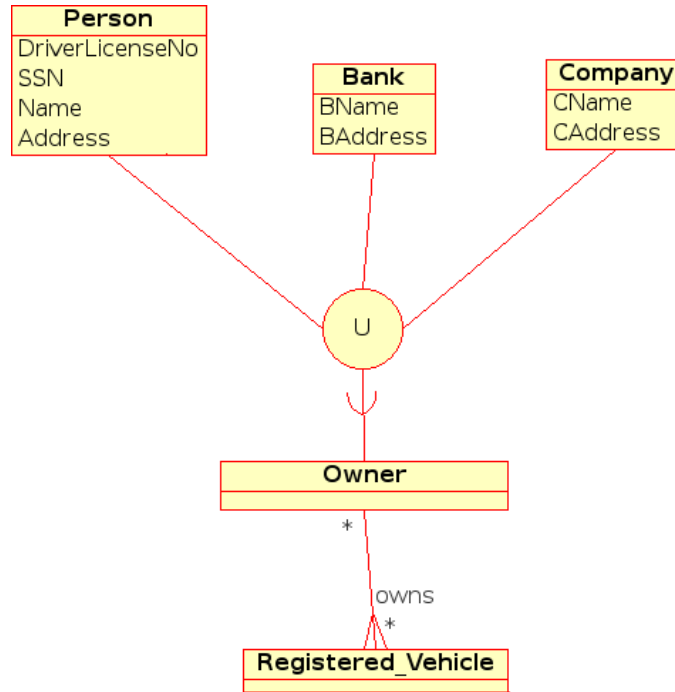 Person
DriverLicenseNo
SSN
Name
Address
Bank
BName
BAddress
Company
CName
CAddress
U
Owner
*
owns
*
Registered_Vehicle